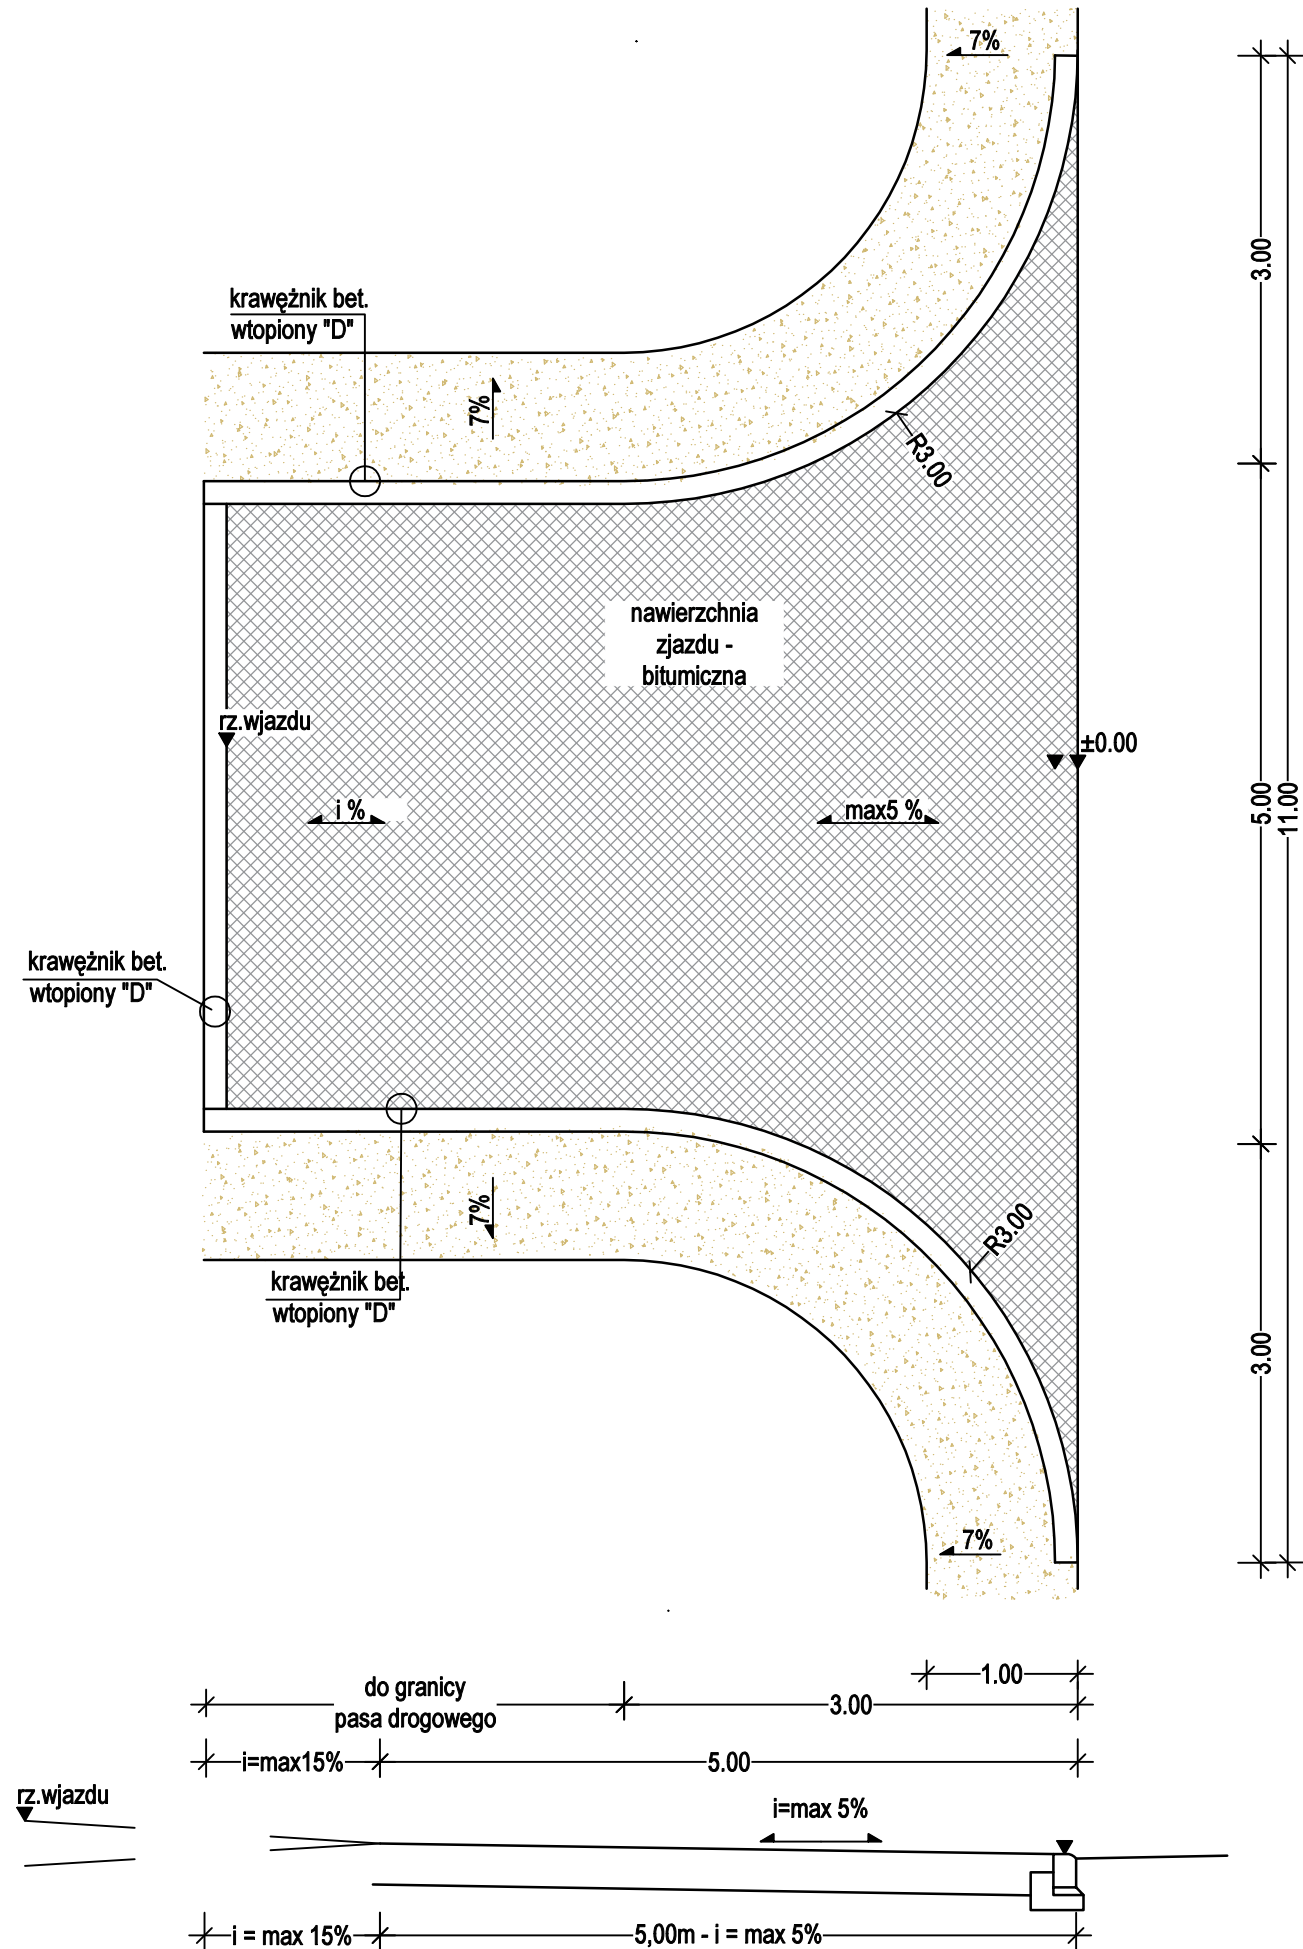 7%
3.00
krawężnik bet.
wtopiony "D"
7%
R3.00
nawierzchnia
zjazdu -
bitumiczna
rz.wjazdu
±0.00
i %
max5 %
5.00
11.00
krawężnik bet.
wtopiony "D"
7%
R3.00
krawężnik bet.
wtopiony "D"
3.00
7%
1.00
do granicy
pasa drogowego
3.00
i=max15%
5.00
rz.wjazdu
i=max 5%
i = max 15%
5,00m - i = max 5%